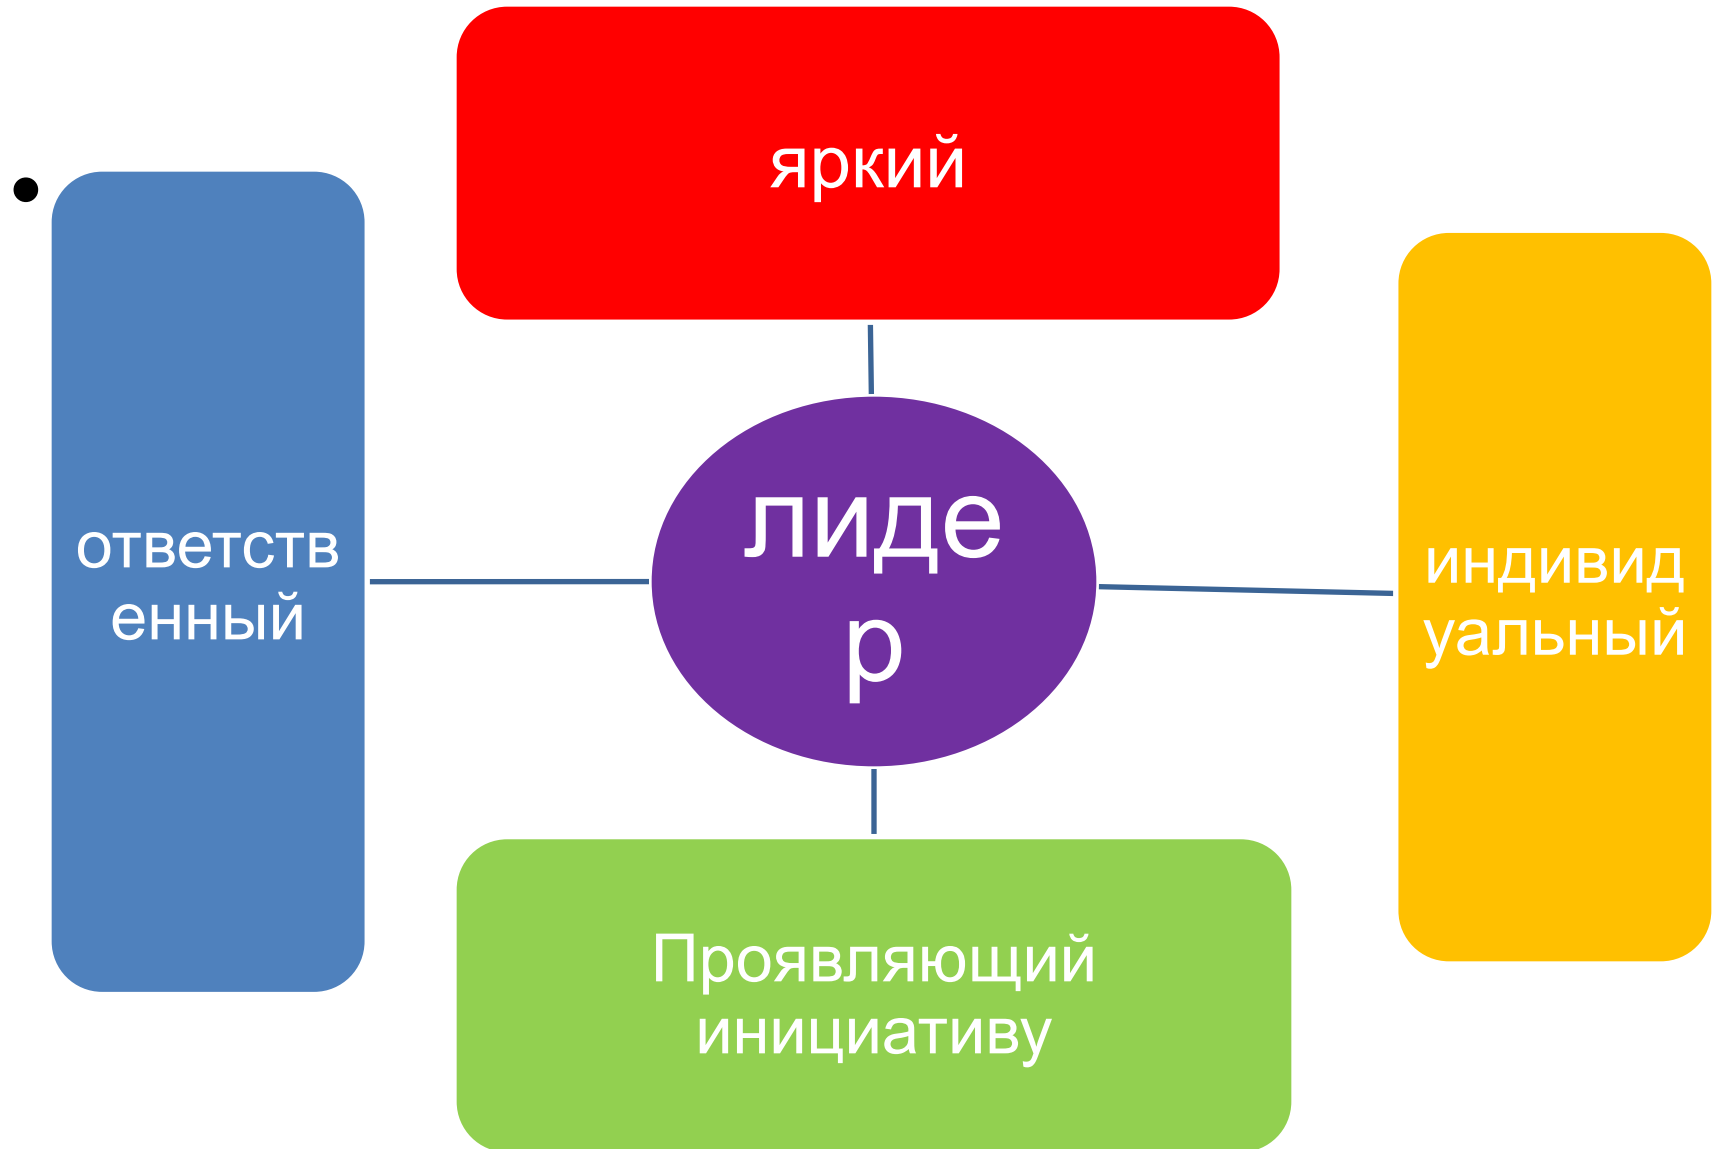 яркий
ответств
енный
лиде
р
индивид
уальный
Проявляющий
инициативу